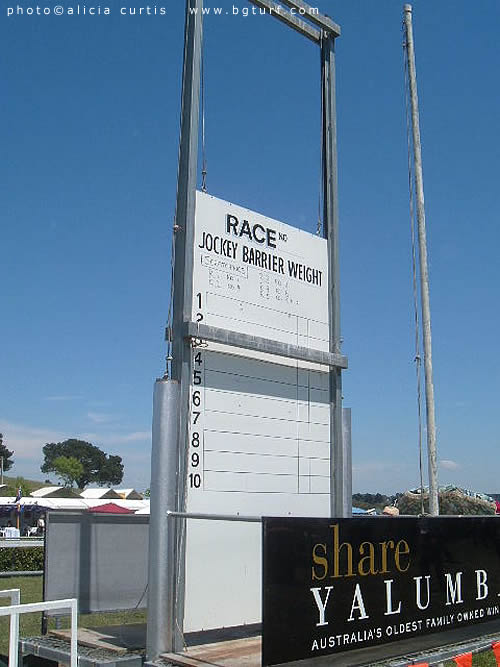 photo©alicia curtis www.bgturf.com
RACE NO
JOCKEY BARRIER WEIGHT
1
2
4
5
6
7
8
9
10
share
YALUMBA
AUSTRALIA'S OLDEST FAMILY OWNED WIN